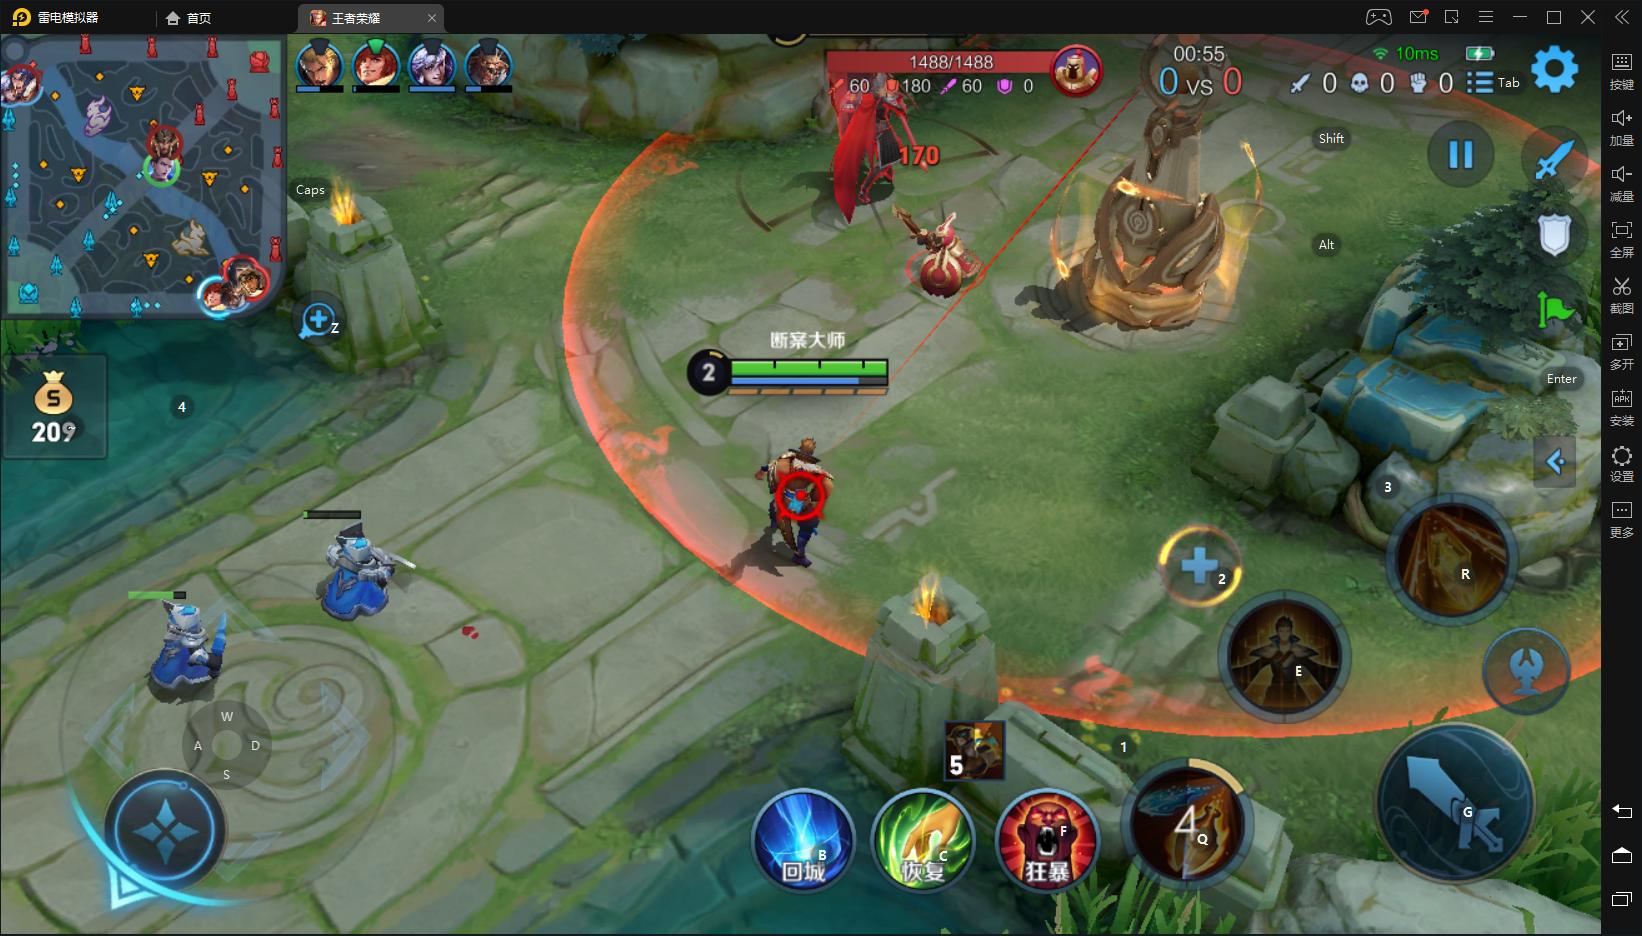 雷电模拟器
首页
王者荣耀
1488/1488
60 180 60 0
00:55
0 VS 0
10ms
0 0 0
Tab
按键
加量
减量
全屏
截图
多开
安装
设置
更多
Caps
170
Shift
Alt
Z
断案大师
2
209
4
Enter
3
R
2
E
W
A D
S
5
1
4
Q
G
B
回城
C
恢复
F
狂暴
APK